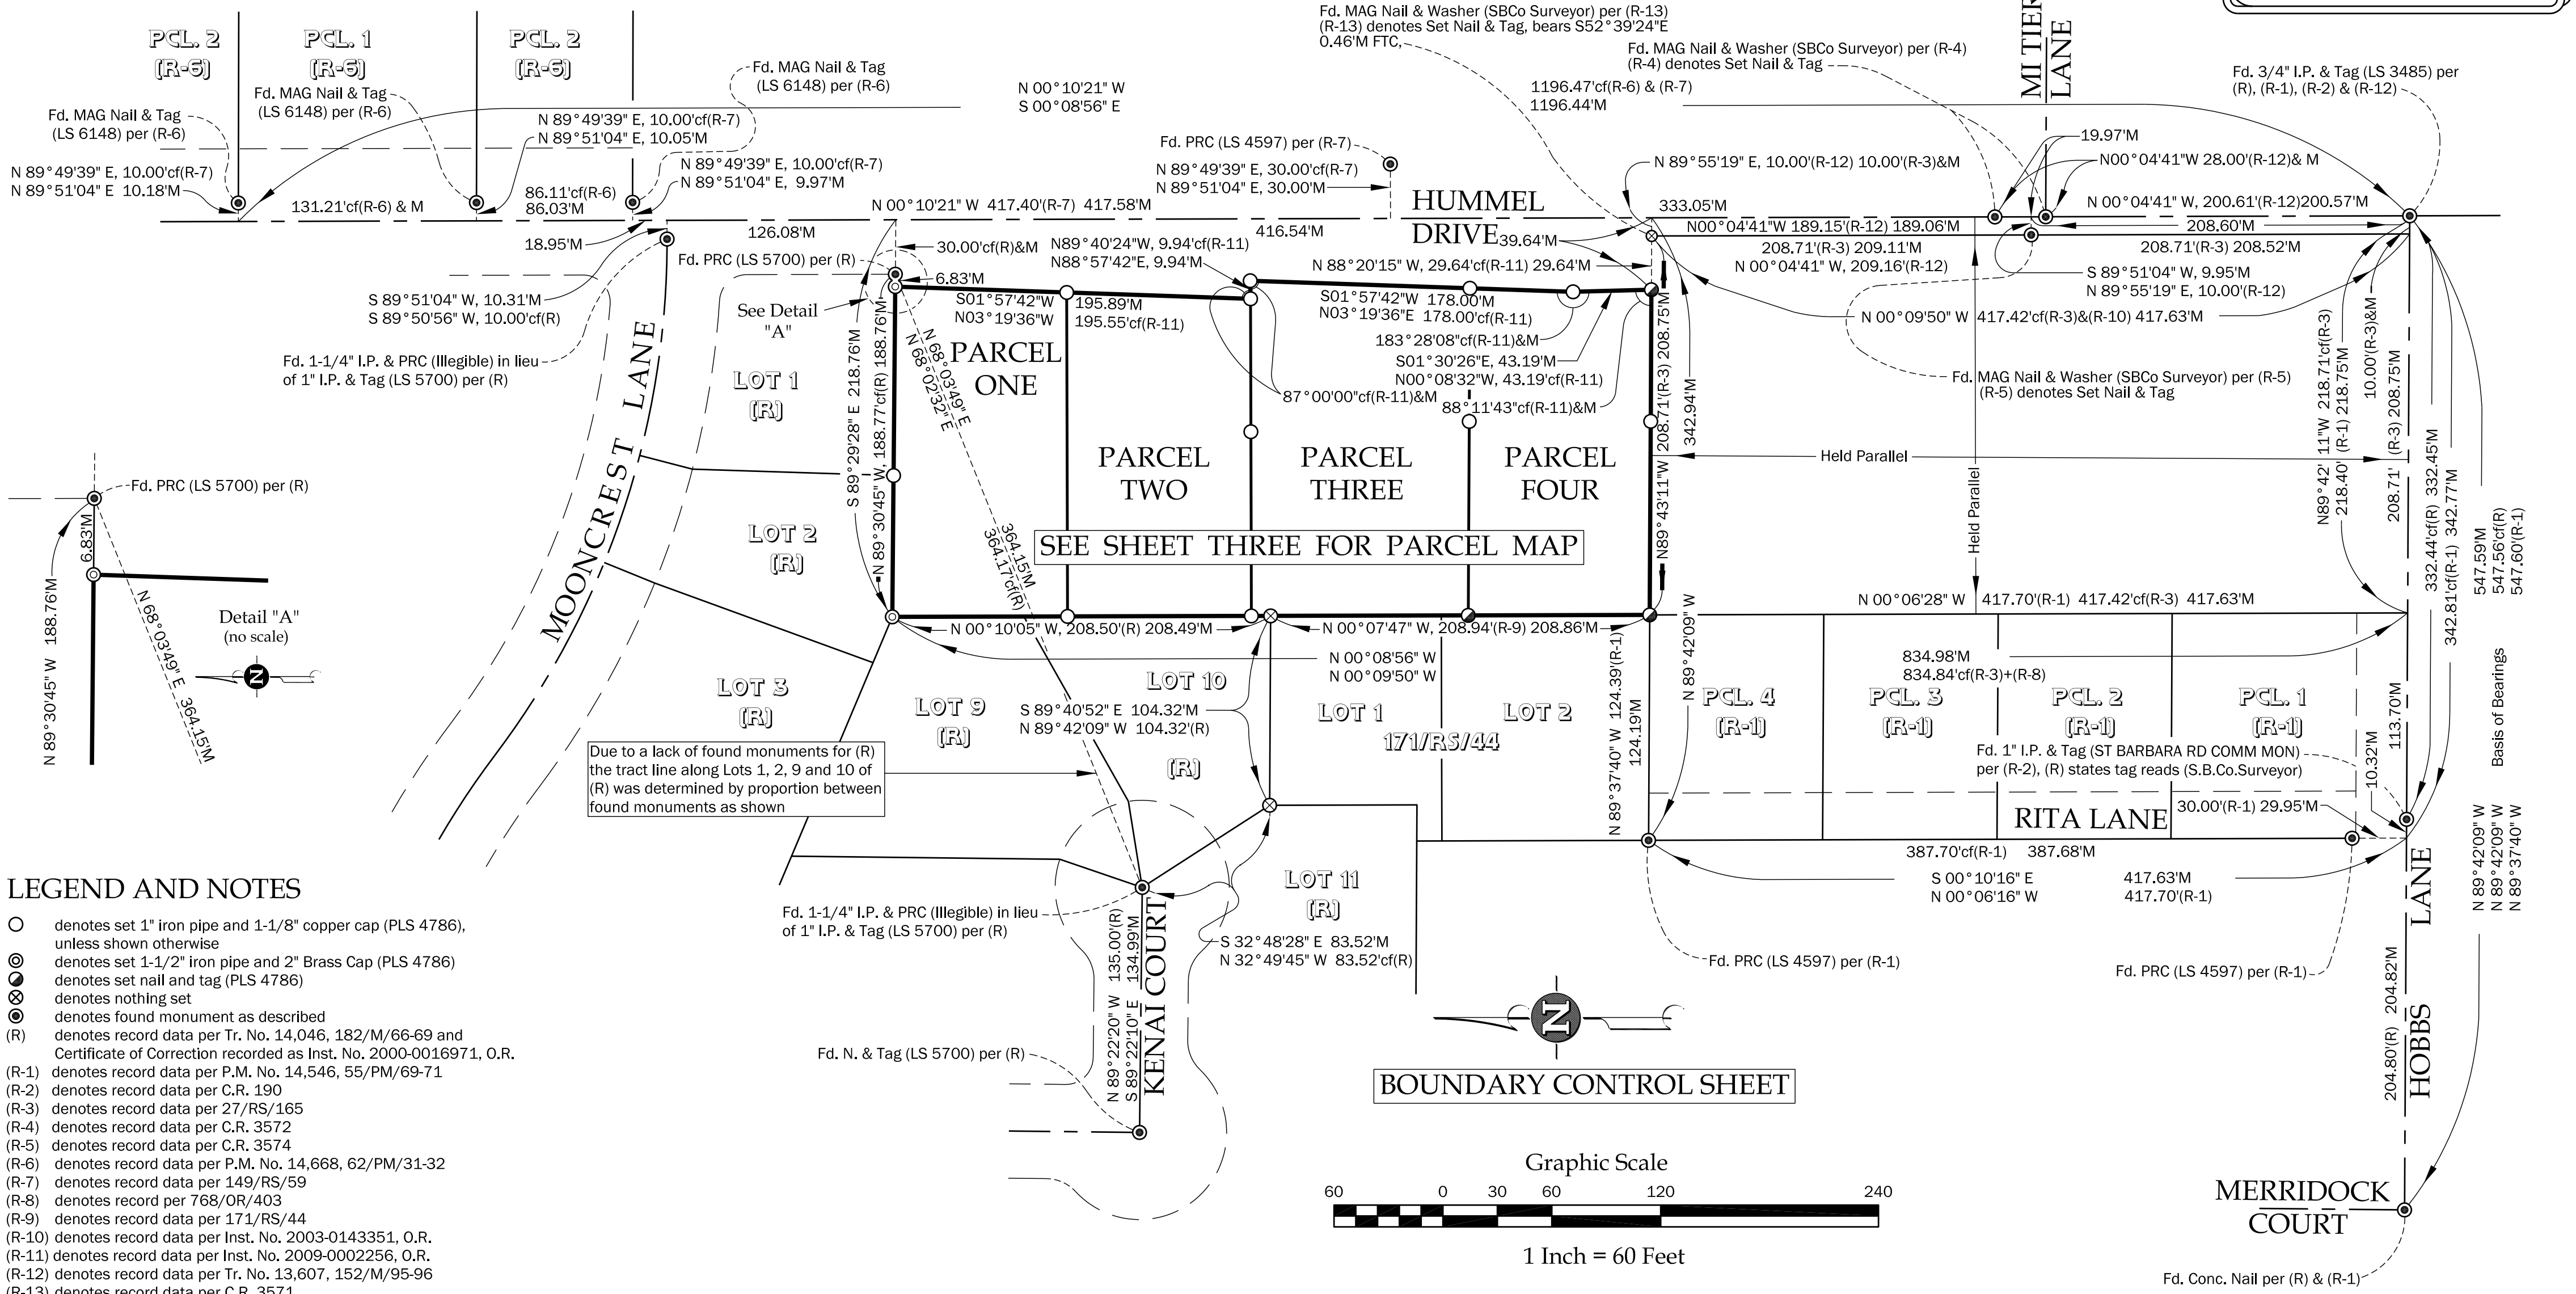 PCL. 2
(R-6)
PCL. 1
(R-6)
PCL. 2
(R-6)
Fd. MAG Nail & Tag
(LS 6148) per (R-6)
Fd. MAG Nail & Tag
(LS 6148) per (R-6)
Fd. MAG Nail & Tag
(LS 6148) per (R-6)
N 89°49'39" E, 10.00'cf(R-7)
N 89°51'04" E, 10.05'M
N 89°49'39" E, 10.00'cf(R-7)
N 89°51'04" E 10.18'M
N 89°49'39" E, 10.00'cf(R-7)
N 89°51'04" E, 9.97'M
131.21'cf(R-6) & M
86.11'cf(R-6)
86.03'M
N 00°10'21" W
S 00°08'56" E
Fd. MAG Nail & Washer (SBCo Surveyor) per (R-13)
(R-13) denotes Set Nail & Tag, bears S52°39'24"E
0.46'M FTC,
Fd. MAG Nail & Washer (SBCo Surveyor) per (R-4)
(R-4) denotes Set Nail & Tag
1196.47'cf(R-6) & (R-7)
1196.44'M
MI TIER
LANE
Fd. 3/4" I.P. & Tag (LS 3485) per
(R), (R-1), (R-2) & (R-12)
Fd. PRC (LS 4597) per (R-7)
N 89°49'39" E, 30.00'cf(R-7)
N 89°51'04" E, 30.00'M
N 89°55'19" E, 10.00'(R-12) 10.00'(R-3)&M
19.97'M
N00°04'41"W 28.00'(R-12)& M
N 00°10'21" W 417.40'(R-7) 417.58'M
HUMMEL
DRIVE
333.05'M
N 00°04'41" W, 200.61'(R-12)200.57'M
18.95'M
126.08'M
416.54'M
39.64'M
N00°04'41"W 189.15'(R-12) 189.06'M
208.60'M
208.71'(R-3) 209.11'M
208.71'(R-3) 208.52'M
N 00°04'41" W, 209.16'(R-12)
30.00'cf(R)&M
Fd. PRC (LS 5700) per (R)
N89°40'24"W, 9.94'cf(R-11)
N88°57'42"E, 9.94'M
N 88°20'15" W, 29.64'cf(R-11) 29.64'M
S 89°51'04" W, 9.95'M
N 89°55'19" E, 10.00'(R-12)
6.83'M
S 89°51'04" W, 10.31'M
S 89°50'56" W, 10.00'cf(R)
See Detail
"A"
S01°57'42"W
N03°19'36"W
195.89'M
195.55'cf(R-11)
S01°57'42"W 178.00'M
N03°19'36"E 178.00'cf(R-11)
183°28'08"cf(R-11)&M
S01°30'26"E, 43.19'M
N00°08'32"W, 43.19'cf(R-11)
87°00'00"cf(R-11)&M
88°11'43"cf(R-11)&M
N 00°09'50" W 417.42'cf(R-3)&(R-10) 417.63'M
Fd. 1-1/4" I.P. & PRC (Illegible) in lieu
of 1" I.P. & Tag (LS 5700) per (R)
Fd. MAG Nail & Washer (SBCo Surveyor) per (R-5)
(R-5) denotes Set Nail & Tag
MOONCREST LANE
LOT 1
(R)
LOT 2
(R)
S 89°29'28" E 218.76'M
N 89°30'45" W, 188.77'cf(R) 188.76'M
N 68°03'49" E
N 68°02'32" E
364.15'M
364.17'cf(R)
PARCEL
ONE
PARCEL
TWO
PARCEL
THREE
PARCEL
FOUR
SEE SHEET THREE FOR PARCEL MAP
N89°43'11"W 208.71'(R-3) 208.75'M
342.94'M
Held Parallel
Held Parallel
N89°42' 11"W 218.71'cf(R-3)
218.40' (R-1) 218.75'M
10.00'(R-3)&M
208.71' (R-3) 208.75'M
332.44'cf(R) 332.45'M
342.81'cf(R-1) 342.77'M
547.59'M
547.56'cf(R)
547.60'(R-1)
Basis of Bearings
N 89°42'09" W
N 89°42'09" W
N 89°37'40" W
Fd. PRC (LS 5700) per (R)
6.83'M
N 89°30'45" W 188.76'M
N 68°03'49" E 364.15'M
Detail "A"
(no scale)
N
N 00°10'05" W, 208.50'(R) 208.49'M
N 00°07'47" W, 208.94'(R-9) 208.86'M
N 00°06'28" W 417.70'(R-1) 417.42'cf(R-3) 417.63'M
N 00°08'56" W
N 00°09'50" W
834.98'M
834.84'cf(R-3)+(R-8)
LOT 3
(R)
LOT 9
(R)
LOT 10
(R)
S 89°40'52" E 104.32'M
N 89°42'09" W 104.32'(R)
LOT 1
LOT 2
171/RS/44
N 89°37'40" W 124.39'(R-1)
124.19'M
N 89°42'09" W
PCL. 4
(R-1)
PCL. 3
(R-1)
PCL. 2
(R-1)
PCL. 1
(R-1)
113.70'M
10.32'M
Due to a lack of found monuments for (R)
the tract line along Lots 1, 2, 9 and 10 of
(R) was determined by proportion between
found monuments as shown
Fd. 1" I.P. & Tag (ST BARBARA RD COMM MON)
per (R-2), (R) states tag reads (S.B.Co.Surveyor)
30.00'(R-1) 29.95'M
RITA LANE
387.70'cf(R-1) 387.68'M
S 00°10'16" E 417.63'M
N 00°06'16" W 417.70'(R-1)
LOT 11
(R)
Fd. 1-1/4" I.P. & PRC (Illegible) in lieu
of 1" I.P. & Tag (LS 5700) per (R)
S 32°48'28" E 83.52'M
N 32°49'45" W 83.52'cf(R)
Fd. PRC (LS 4597) per (R-1)
Fd. PRC (LS 4597) per (R-1)
N 89°22'20" W 135.00'(R)
S 89°22'10" E 134.99'M
KENAI COURT
Fd. N. & Tag (LS 5700) per (R)
204.80'(R) 204.82'M
HOBBS LANE
N
BOUNDARY CONTROL SHEET
Graphic Scale
60 0 30 60 120 240
1 Inch = 60 Feet
MERRIDOCK
COURT
Fd. Conc. Nail per (R) & (R-1)
LEGEND AND NOTES
denotes set 1" iron pipe and 1-1/8" copper cap (PLS 4786),
unless shown otherwise
denotes set 1-1/2" iron pipe and 2" Brass Cap (PLS 4786)
denotes set nail and tag (PLS 4786)
denotes nothing set
denotes found monument as described
(R) denotes record data per Tr. No. 14,046, 182/M/66-69 and
Certificate of Correction recorded as Inst. No. 2000-0016971, O.R.
(R-1) denotes record data per P.M. No. 14,546, 55/PM/69-71
(R-2) denotes record data per C.R. 190
(R-3) denotes record data per 27/RS/165
(R-4) denotes record data per C.R. 3572
(R-5) denotes record data per C.R. 3574
(R-6) denotes record data per P.M. No. 14,668, 62/PM/31-32
(R-7) denotes record data per 149/RS/59
(R-8) denotes record per 768/OR/403
(R-9) denotes record data per 171/RS/44
(R-10) denotes record data per Inst. No. 2003-0143351, O.R.
(R-11) denotes record data per Inst. No. 2009-0002256, O.R.
(R-12) denotes record data per Tr. No. 13,607, 152/M/95-96
(R-13) denotes record data per C.R. 3571